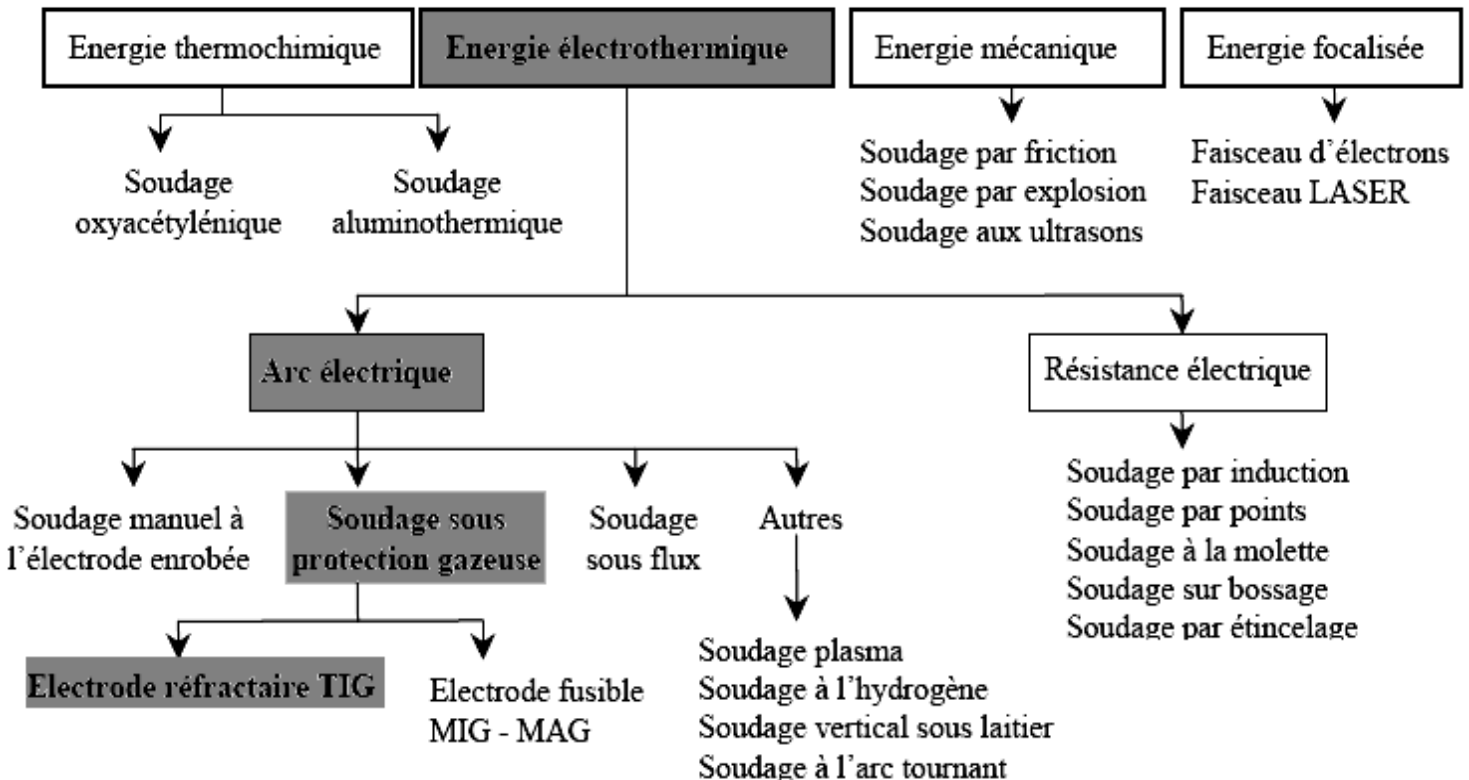 Energie thermochimique
Energie électrothermique
Energie mécanique
Energie focalisée
Soudage
oxyacétylénique
Soudage
aluminothermique
Soudage par friction
Soudage par explosion
Soudage aux ultrasons
Faisceau d’électrons
Faisceau LASER
Arc électrique
Résistance électrique
Soudage manuel à
l’électrode enrobée
Soudage sous
protection gazeuse
Soudage
sous flux
Autres
Soudage par induction
Soudage par points
Soudage à la molette
Soudage sur bossage
Soudage par étincelage
Electrode réfractaire TIG
Electrode fusible
MIG - MAG
Soudage plasma
Soudage à l’hydrogène
Soudage vertical sous laitier
Soudage à l’arc tournant